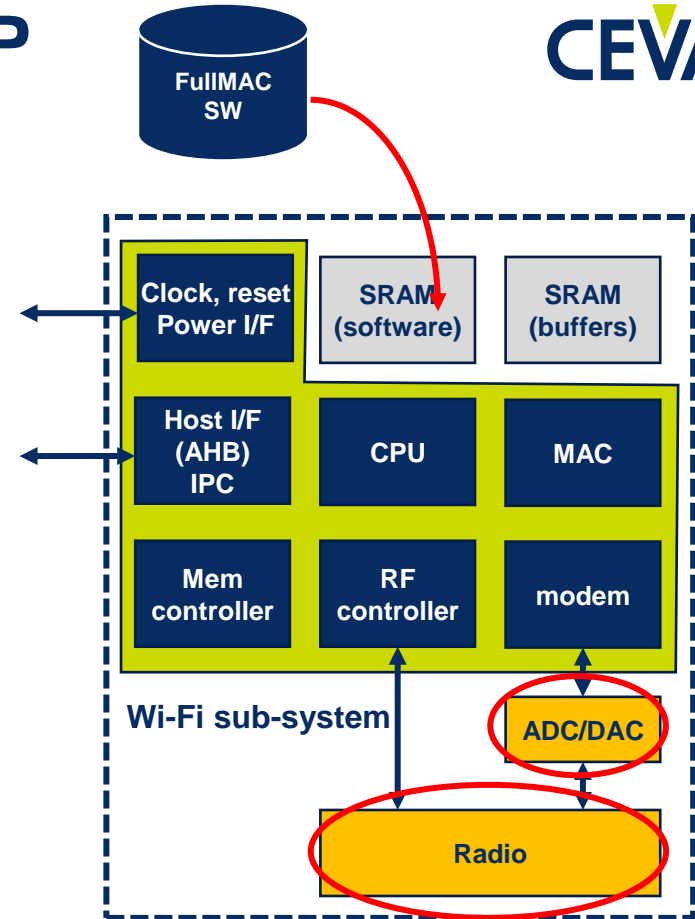 P
CEVA
FullMAC
SW
Clock, reset
Power I/F
SRAM
(software)
SRAM
(buffers)
Host I/F
(AHB)
IPC
CPU
MAC
Mem
controller
RF
controller
modem
Wi-Fi sub-system
ADC/DAC
Radio